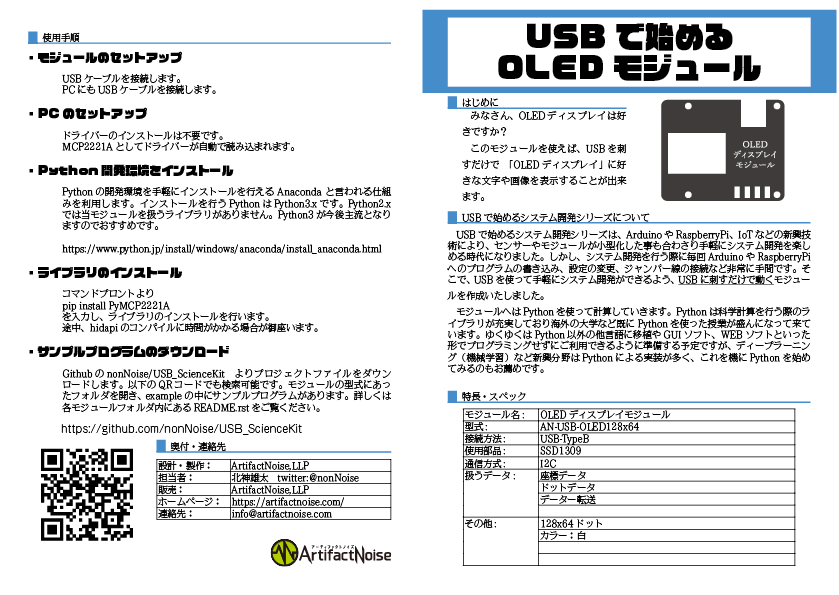 使用手順
・モジュールのセットアップ
USB ケーブルを接続します。
PC にも USB ケーブルを接続します。
・PC のセットアップ
ドライバーのインストールは不要です。
MCP2221A としてドライバーが自動で読み込まれます。
・Python 開発環境をインストール
Python の開発環境を手軽にインストールを行える Anaconda と言われる仕組
みを利用します。インストールを行う Python は Python3.x です。Python2.x
では当モジュールを扱うライブラリがありません。Python3 が今後主流となり
ますのでおすすめです。
https://www.python.jp/install/windows/anaconda/install_anaconda.html
・ライブラリのインストール
コマンドプロントより
pip install PyMCP2221A
を入力し、ライブラリのインストールを行います。
途中、hidapi のコンパイルに時間がかかる場合が御座います。
・サンプルプログラムのダウンロード
Github の nonNoise/USB_ScienceKit　よりプロジェクトファイルをダウン
ロードします。以下の QR コードでも検索可能です。モジュールの型式にあっ
たフォルダを開き、example の中にサンプルプログラムがあります。詳しくは
各モジュールフォルダ内にある README.rst をご覧ください。
https://github.com/nonNoise/USB_ScienceKit
奥付・連絡先
設計・製作： ArtifactNoise.LLP
担当者： 北神雄太　twitter:@nonNoise
販売： ArtifactNoise.LLP
ホームページ： https://artifactnoise.com/
連絡先： info@artifactnoise.com
アーティファクトノイズ
ArtifactNoise
USB で始める
OLED モジュール
はじめに
みなさん、OLED ディスプレイは好
きですか？
このモジュールを使えば、USB を刺
すだけで 「OLED ディスプレイ」に好
きな文字や画像を表示することが出来
ます。
OLED
ディスプレイ
モジュール
USB で始めるシステム開発シリーズについて
USB で始めるシステム開発シリーズは、Arduino や RaspberryPi、IoT などの新興技
術により、センサーやモジュールが小型化した事も合わさり手軽にシステム開発を楽し
める時代になりました。しかし、システム開発を行う際に毎回 Arduino や RaspberryPi
へのプログラムの書き込み、設定の変更、ジャンパー線の接続など非常に手間です。そ
こで、USB を使って手軽にシステム開発ができるよう、USB に刺すだけで動くモジュー
ルを作成いたしました。
モジュールへは Python を使って計算していきます。Python は科学計算を行う際のラ
イブラリが充実しており海外の大学など既に Python を使った授業が盛んになって来て
います。ゆくゆくは Python 以外の他言語に移植や GUI ソフト、WEB ソフトといった
形でプログラミングせずにご利用できるように準備する予定ですが、ディープラーニン
グ（機械学習）など新興分野は Python による実装が多く、これを機に Python を始め
てみるのもお薦めです。
特長・スペック
モジュール名： OLED ディスプレイモジュール
型式： AN-USB-OLED128x64
接続方法： USB-TypeB
使用部品： SSD1309
通信方式： I2C
扱うデータ： 座標データ
ドットデータ
データー転送
その他： 128x64 ドット
カラー：白